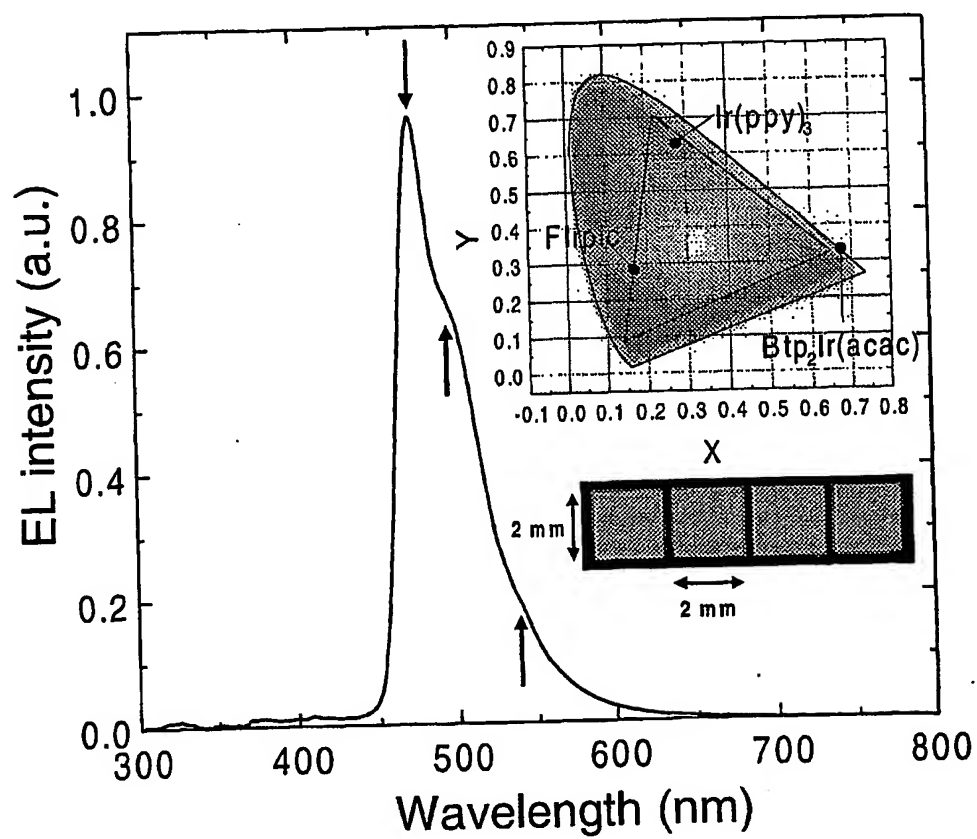 EL intensity (a.u.)
1.0
0.8
0.6
0.4
0.2
0.0
300 400 500 600 700 800
Wavelength (nm)
Y
0.9
0.8
0.7
0.6
0.5
0.4
0.3
0.2
0.1
0.0
-0.1 0.0 0.1 0.2 0.3 0.4 0.5 0.6 0.7 0.8
X
Ir(ppy)₃
FIrpic
Btp₂Ir(acac)
2 mm
2 mm